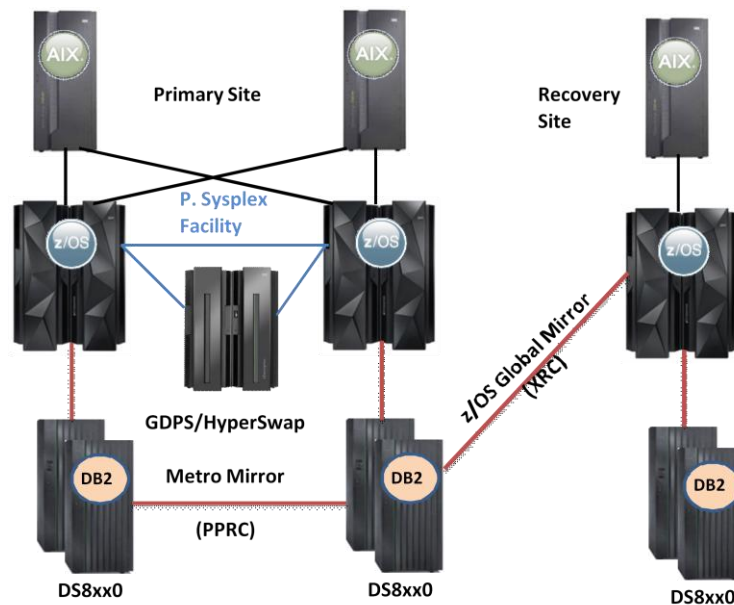 AIX.
AIX.
AIX.
Primary Site
Recovery
Site
P. Sysplex
Facility
z/OS
z/OS
z/OS
z/OS Global Mirror
(XRC)
GDPS/HyperSwap
Metro Mirror
DB2
DB2
DB2
(PPRC)
DS8xx0
DS8xx0
DS8xx0